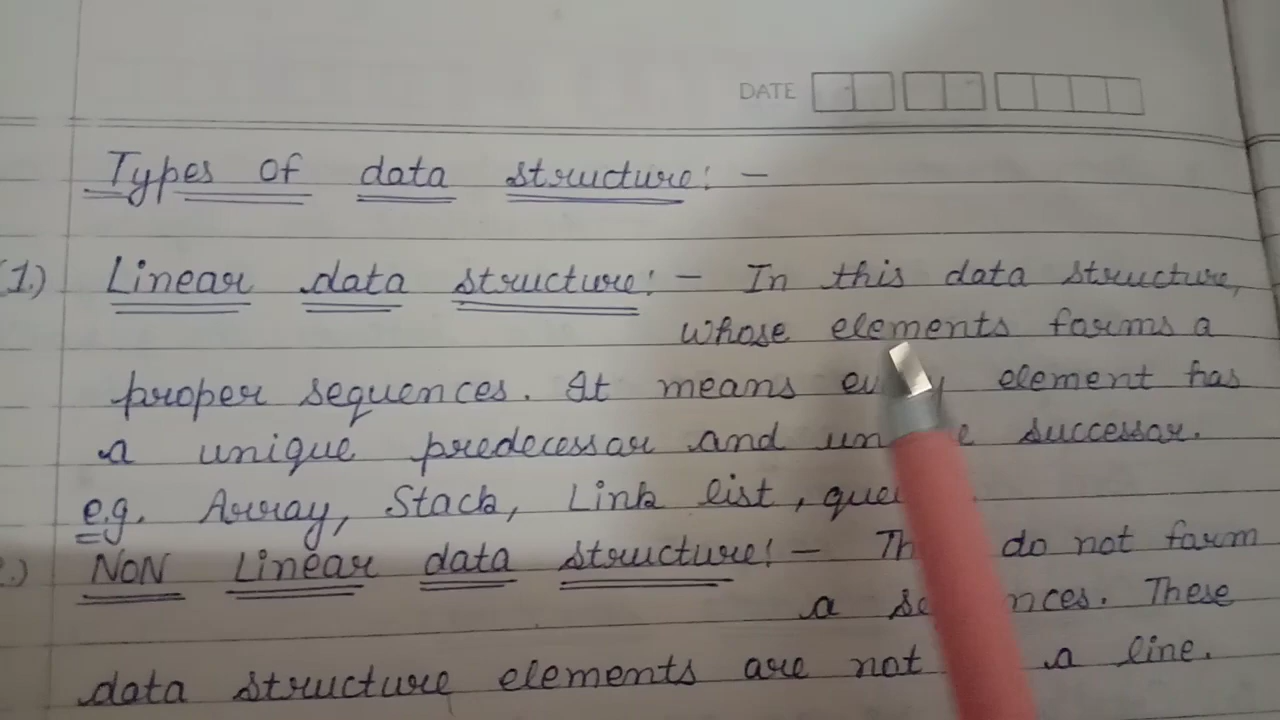 DATE
Types of data structure: -
(1.) Linear data structure: - In this data structure,
whose elements forms a
proper sequences. It means element has
a unique predecessor and successor.
e.g. Array, Stack, Link list,
NON Linear data structure: - do not form
a These
data structure elements are not a line.